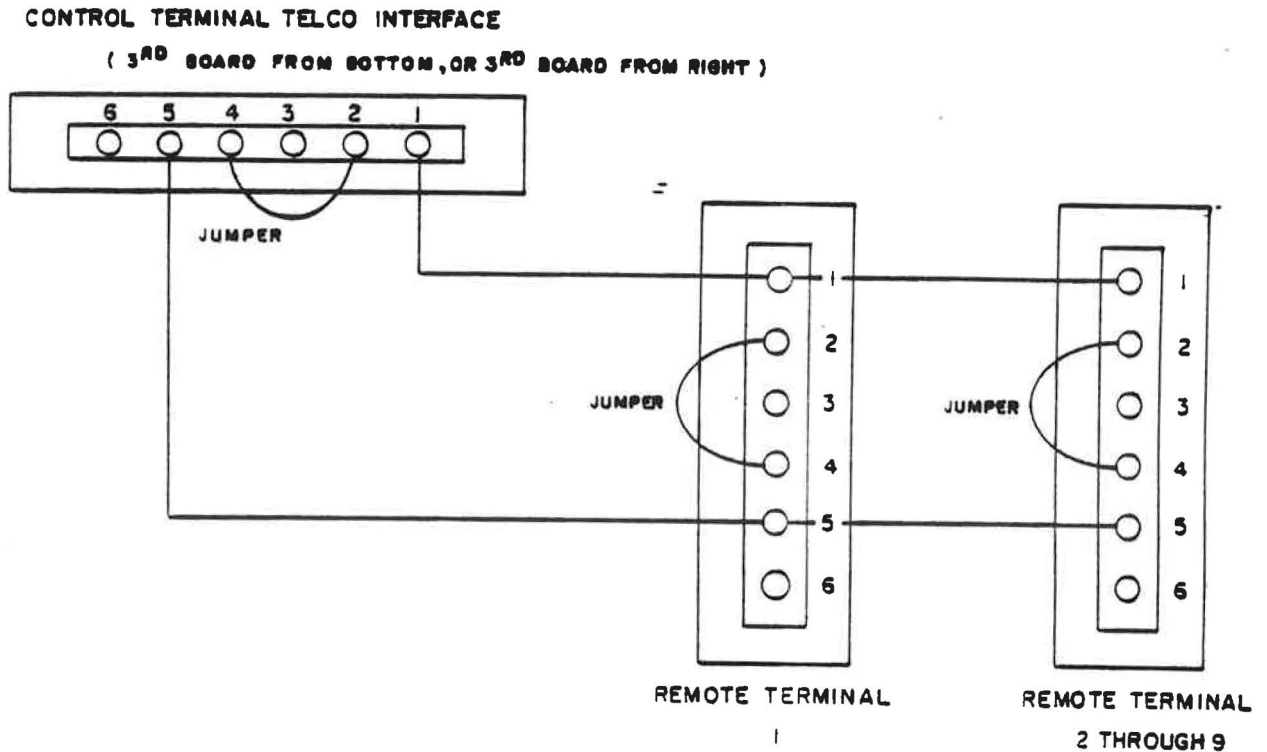 CONTROL TERMINAL TELCO INTERFACE
( 3RD BOARD FROM BOTTOM, OR 3RD BOARD FROM RIGHT )
6 5 4 3 2 1
JUMPER
1
2
3
4
5
6
JUMPER
1
2
3
4
5
6
JUMPER
REMOTE TERMINAL
1
REMOTE TERMINAL
2 THROUGH 9